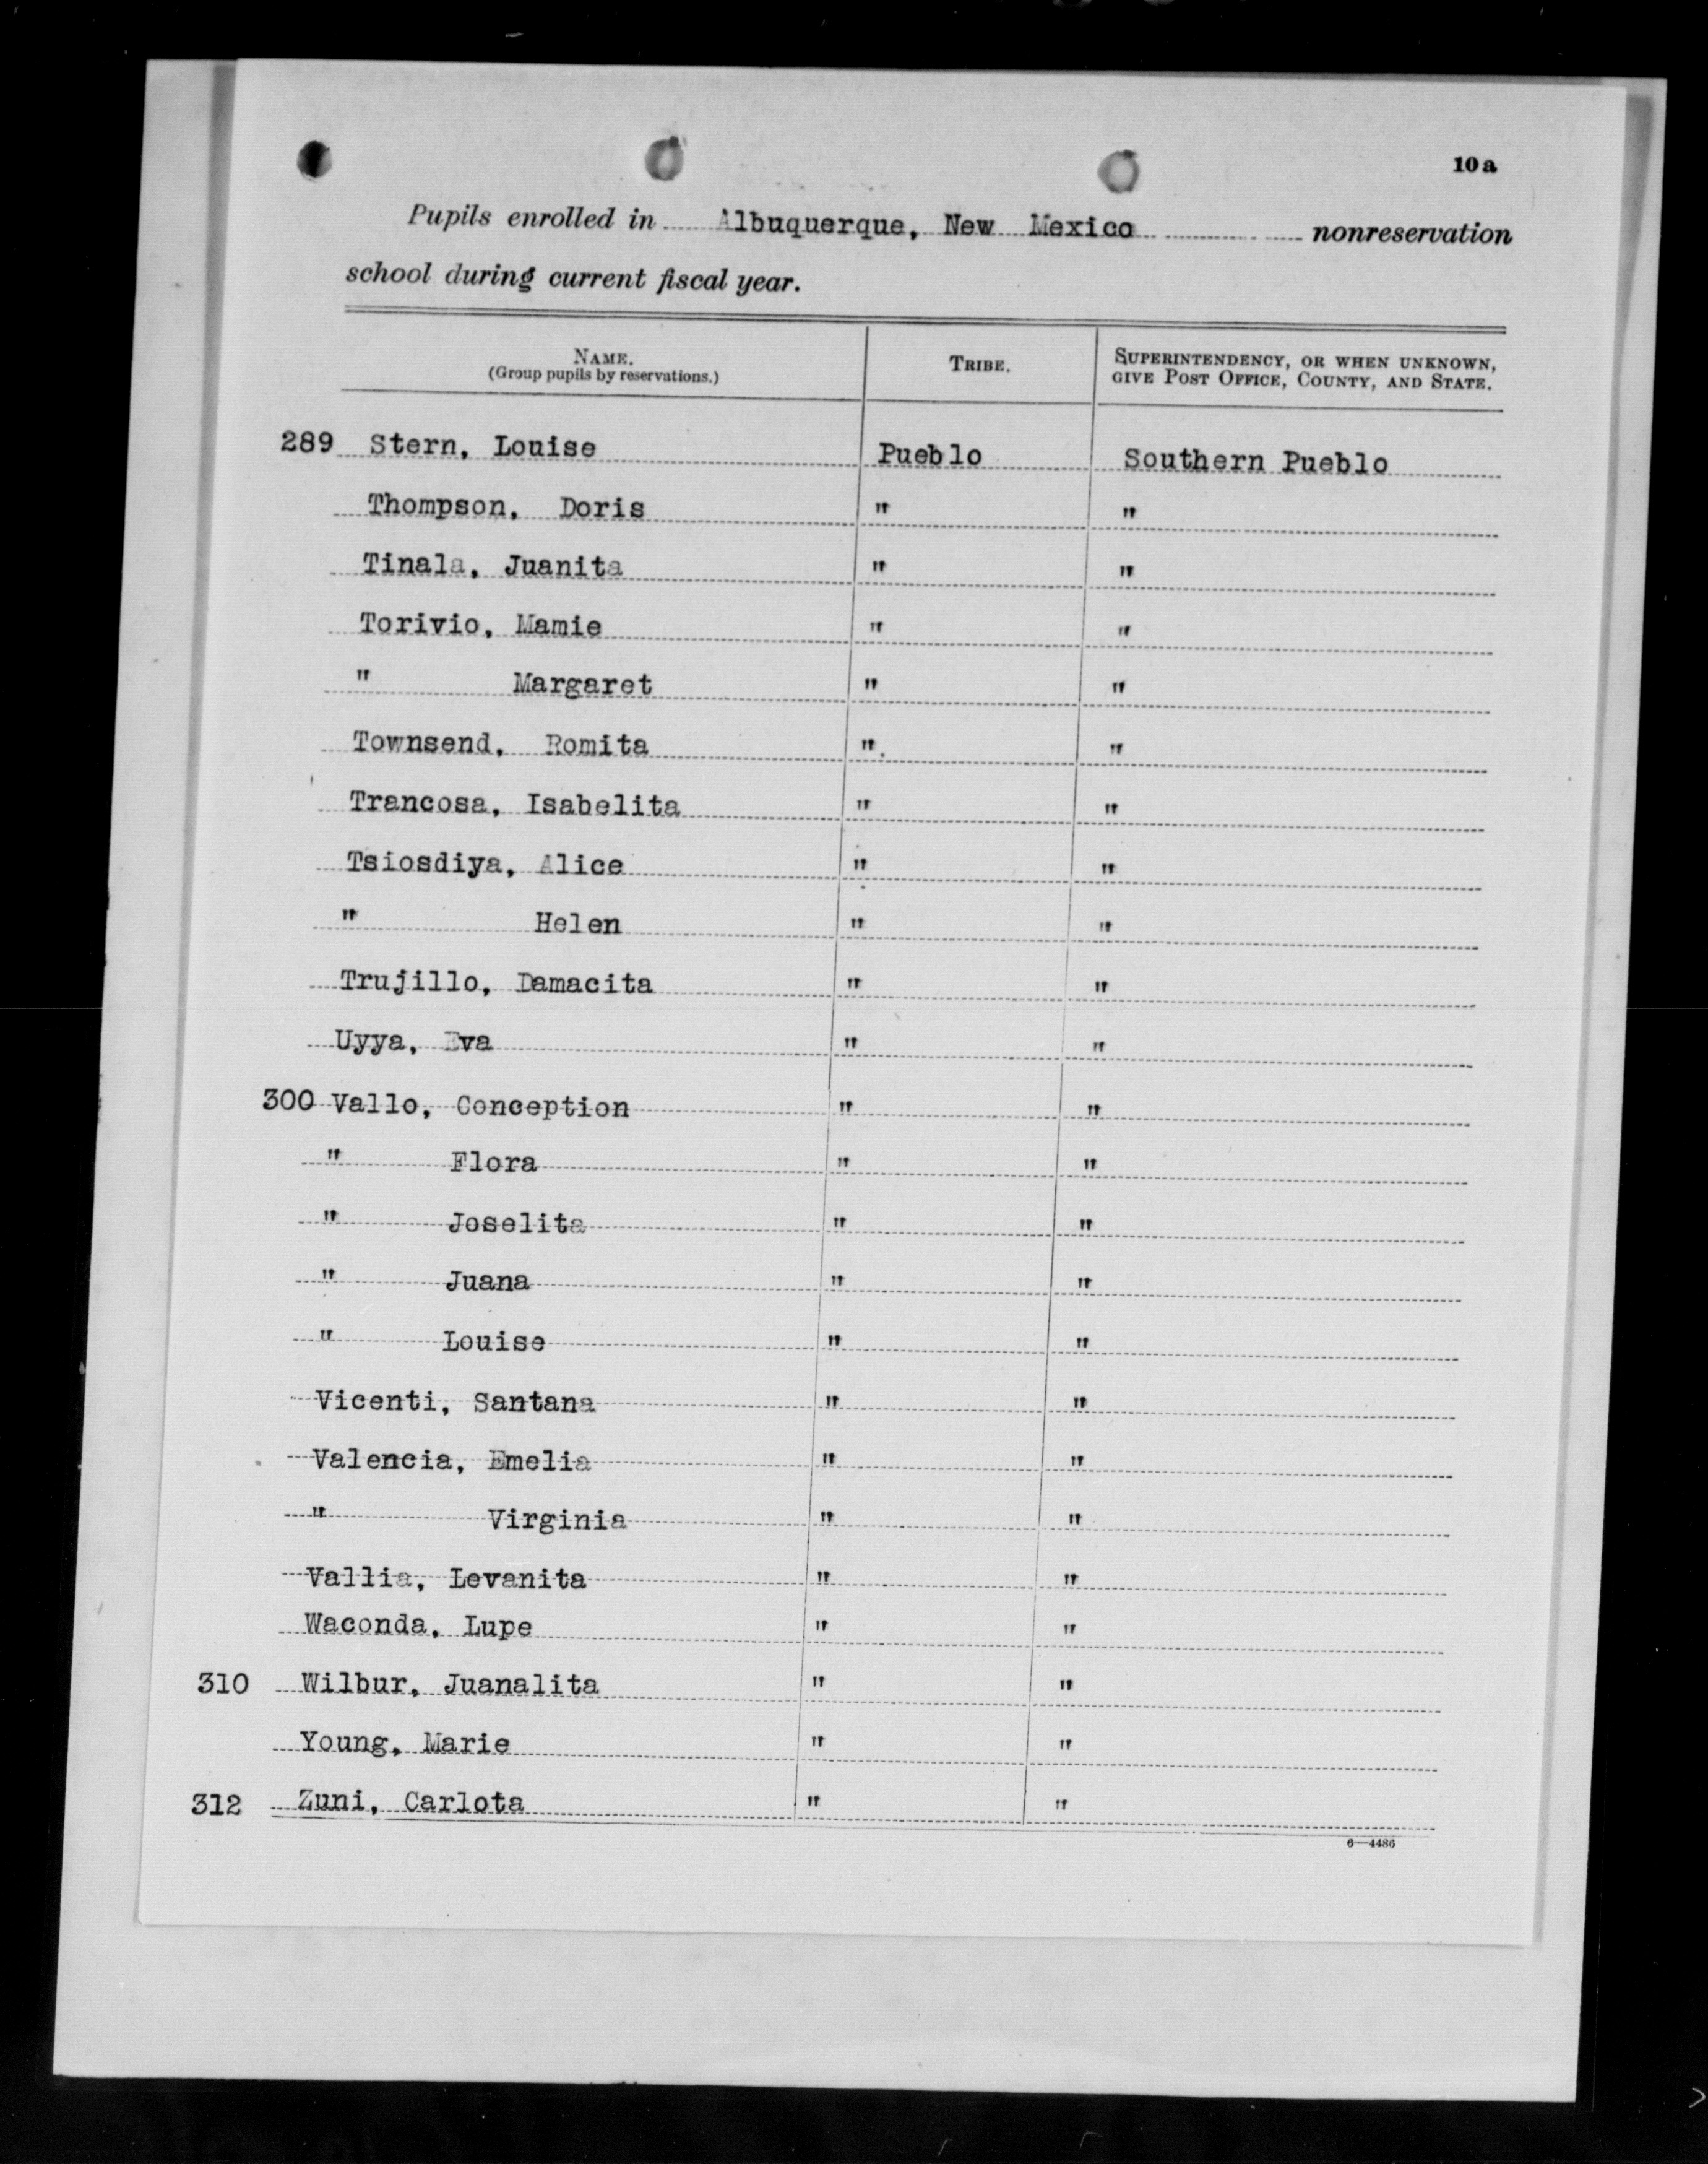 10a
Pupils enrolled in Albuquerque, New Mexico nonreservation
school during current fiscal year.
NAME.
(Group pupils by reservations.)
TRIBE.
SUPERINTENDENCY, OR WHEN UNKNOWN,
GIVE POST OFFICE, COUNTY, AND STATE.
289 Stern, Louise Pueblo Southern Pueblo
Thompson, Doris " "
Tinala, Juanita " "
Torivio, Mamie " "
" Margaret " "
Townsend, Romita " "
Trancosa, Isabelita " "
Tsiosdiya, Alice " "
" Helen " "
Trujillo, Damacita " "
Uyya, Eva " "
300 Vallo, Conception " "
" Flora " "
" Joselita " "
" Juana " "
" Louise " "
Vicenti, Santana " "
Valencia, Emelia " "
" Virginia " "
Vallia, Levanita " "
Waconda, Lupe " "
310 Wilbur, Juanalita " "
Young, Marie " "
312 Zuni, Carlota " "
6—4486